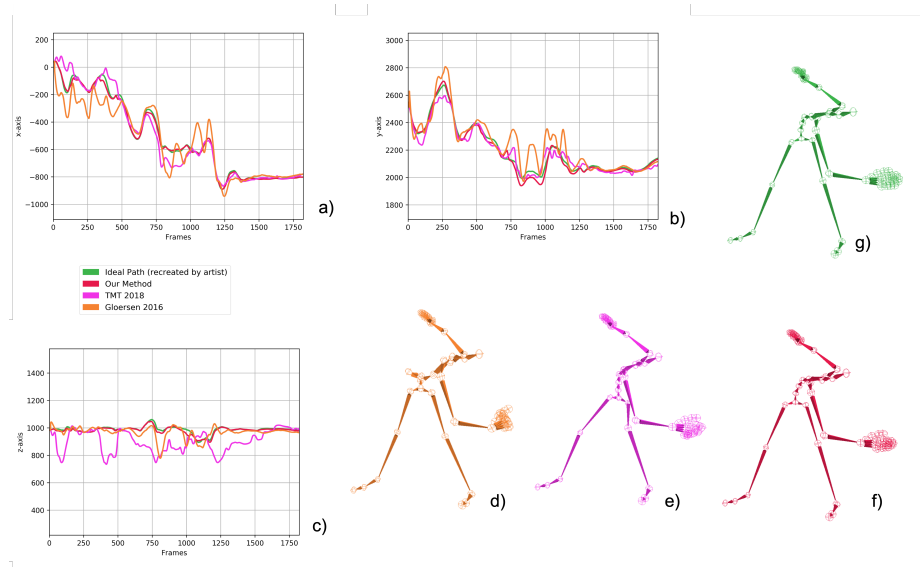 200
0
−200
−400
−600
−800
−1000
x-axis
0 250 500 750 1000 1250 1500 1750
Frames
a)
3000
2800
2600
2400
2200
2000
1800
y-axis
0 250 500 750 1000 1250 1500 1750
Frames
b)
g)
Ideal Path (recreated by artist)
Our Method
TMT 2018
Gloersen 2016
1400
1200
1000
800
600
400
z-axis
0 250 500 750 1000 1250 1500 1750
Frames
c)
d)
e)
f)